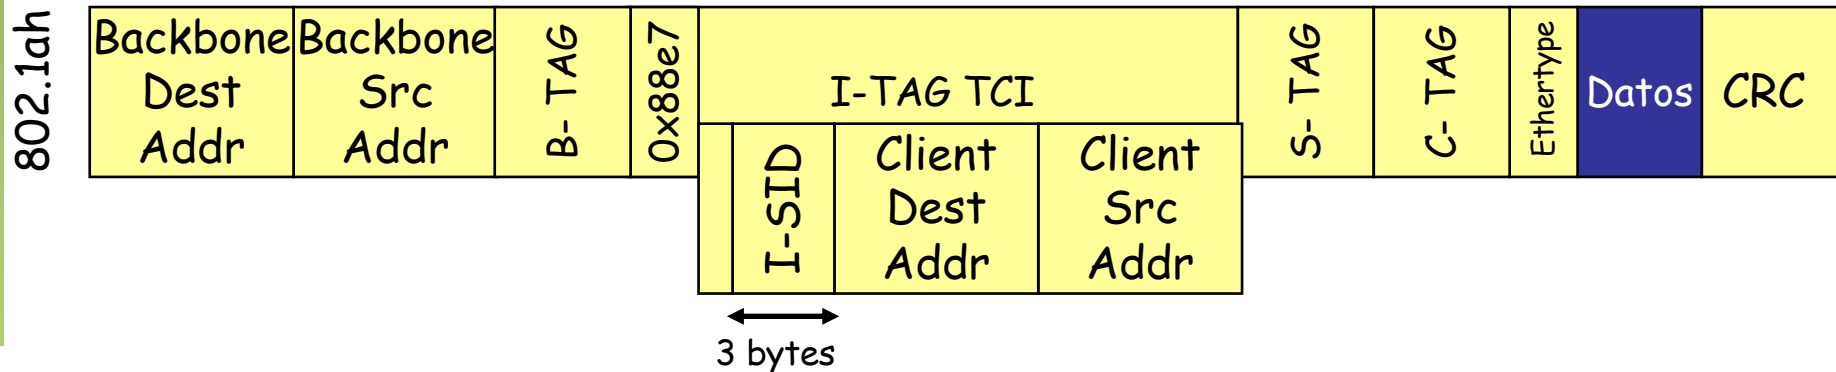 802.1ah
Backbone
Dest
Addr
Backbone
Src
Addr
B- TAG
0x88e7
I-TAG TCI
I-SID
Client
Dest
Addr
Client
Src
Addr
S- TAG
C- TAG
Ethertype
Datos
CRC
3 bytes